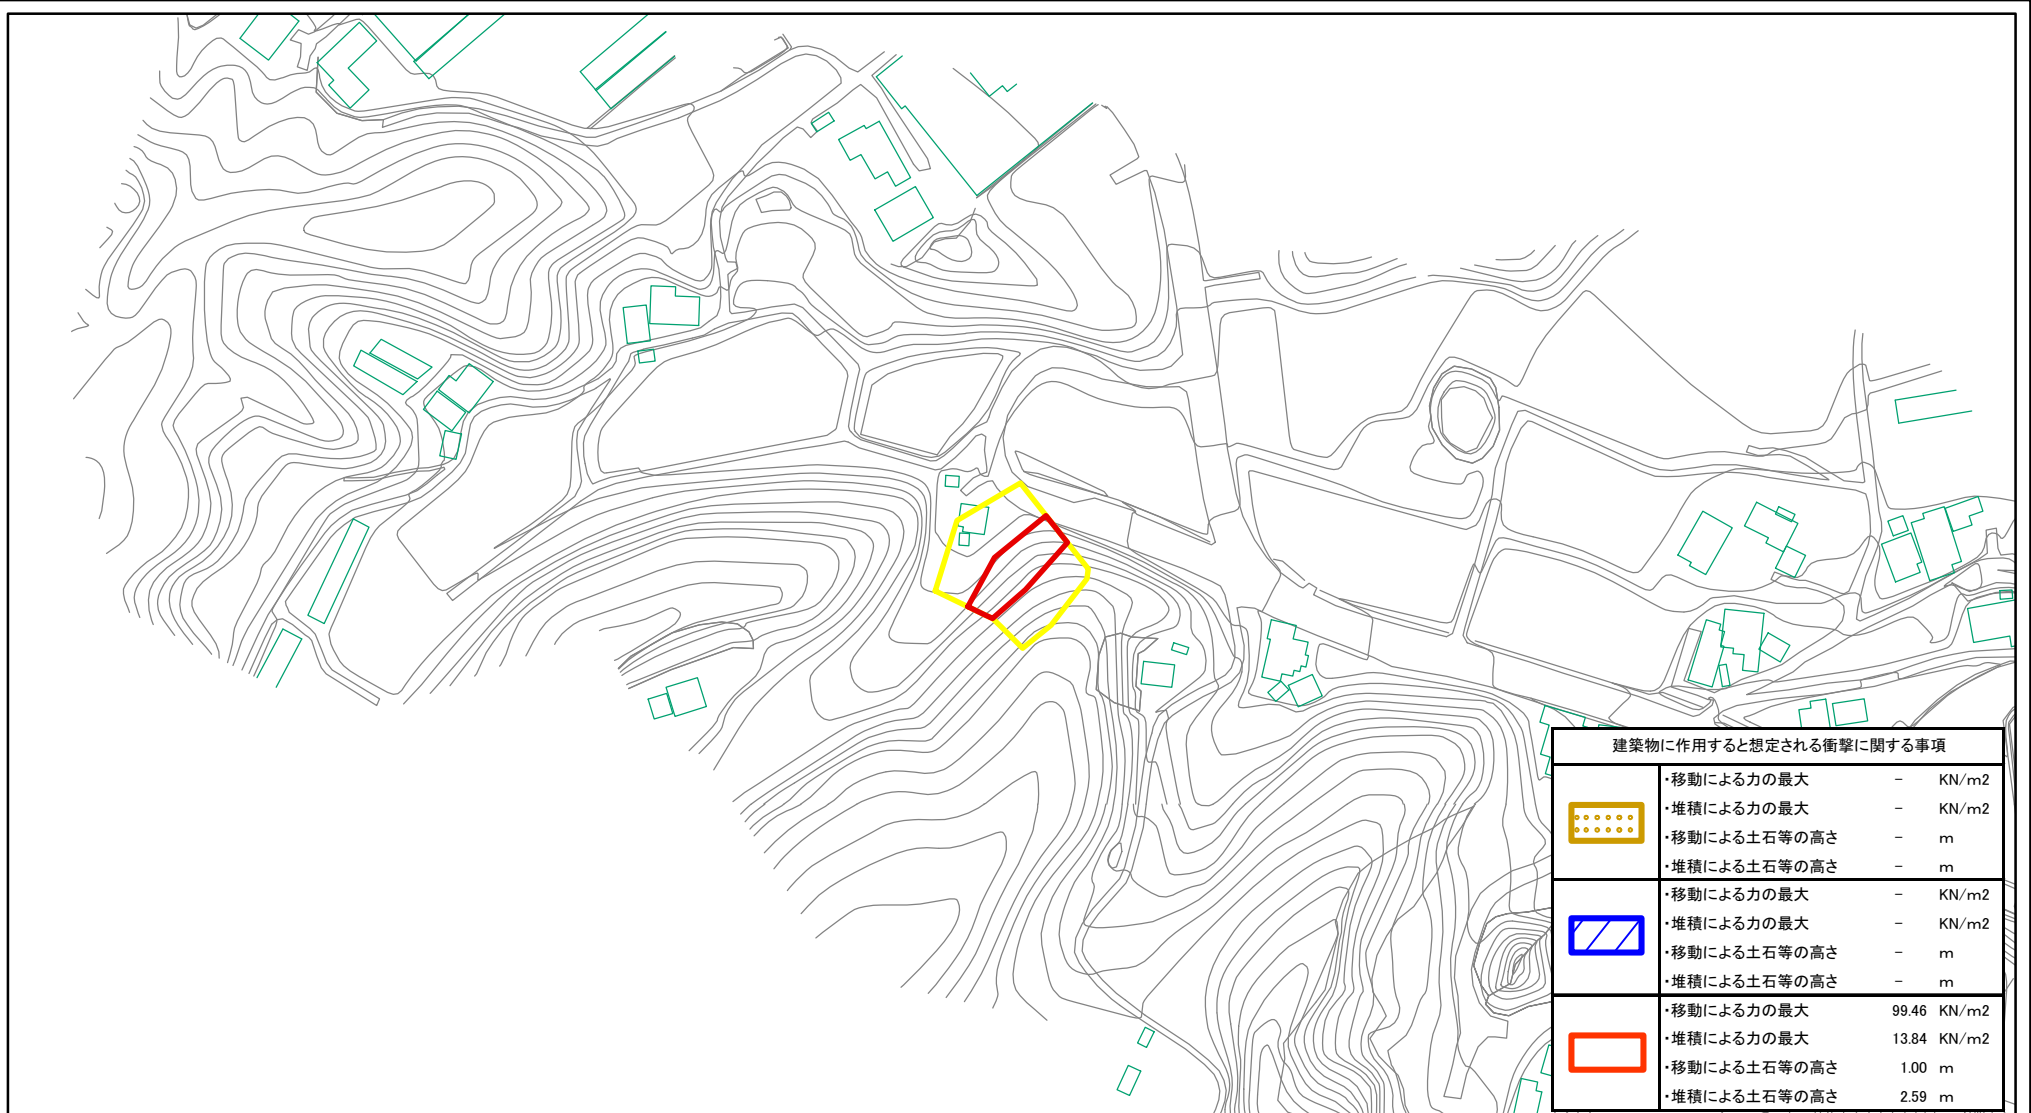 建築物に作用すると想定される衝撃に関する事項
・移動による力の最大 - KN/m2
・堆積による力の最大 - KN/m2
・移動による土石等の高さ - m
・堆積による土石等の高さ - m
・移動による力の最大 - KN/m2
・堆積による力の最大 - KN/m2
・移動による土石等の高さ - m
・堆積による土石等の高さ - m
・移動による力の最大 99.46 KN/m2
・堆積による力の最大 13.84 KN/m2
・移動による土石等の高さ 1.00 m
・堆積による土石等の高さ 2.59 m